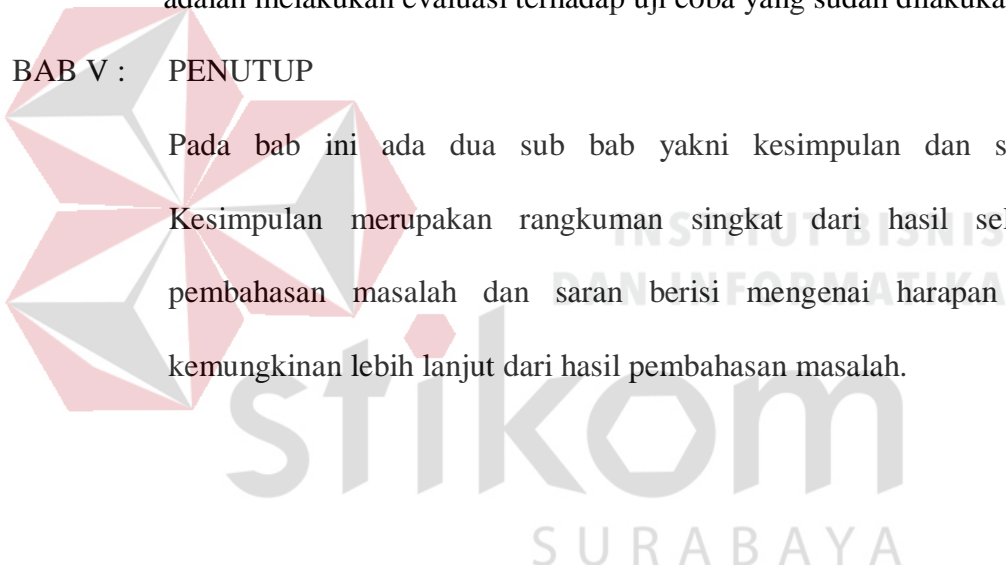 adalah melakukan evaluasi terhadap uji coba yang sudah
BAB V : PENUTUP
Pada bab ini ada dua sub bab yakni kesimpulan dan
Kesimpulan merupakan rangkuman singkat dari hasil
pembahasan masalah dan saran berisi mengenai harapan
kemungkinan lebih lanjut dari hasil pembahasan masalah.
INSTITUT BISNIS
DAN INFORMATIKA
stikom
SURABAYA